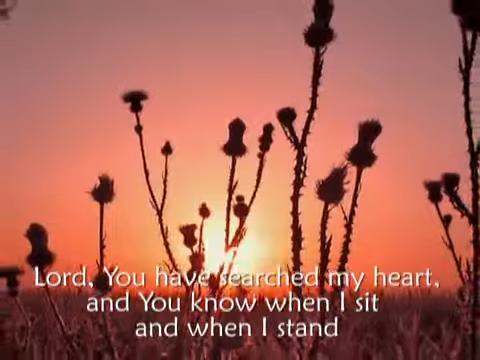 Lord, You have searched my heart,
and You know when I sit
and when I stand